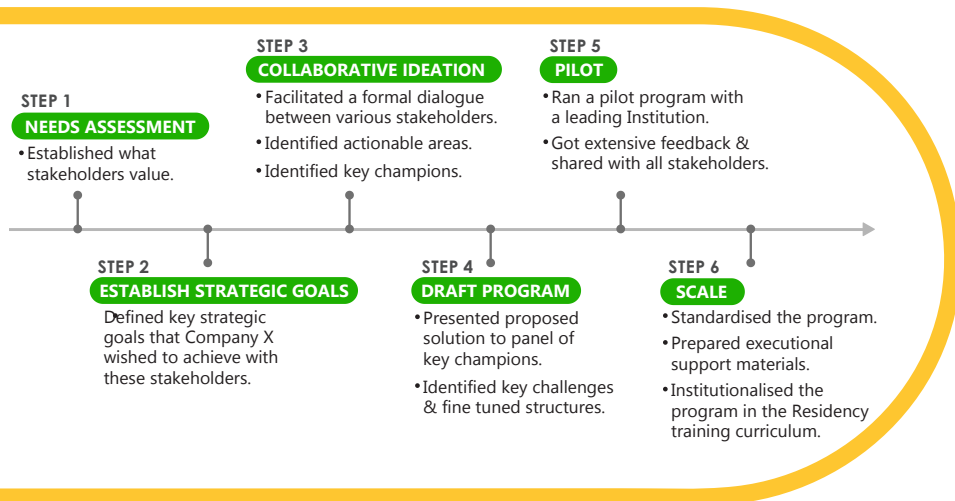 STEP 1
NEEDS ASSESSMENT
• Established what
stakeholders value.
STEP 2
ESTABLISH STRATEGIC GOALS
• Defined key strategic
goals that Company X
wished to achieve with
these stakeholders.
STEP 3
COLLABORATIVE IDEATION
• Facilitated a formal dialogue
between various stakeholders.
• Identified actionable areas.
• Identified key champions.
STEP 4
DRAFT PROGRAM
• Presented proposed
solution to panel of
key champions.
• Identified key challenges
& fine tuned structures.
STEP 5
PILOT
• Ran a pilot program with
a leading Institution.
• Got extensive feedback &
shared with all stakeholders.
STEP 6
SCALE
• Standardised the program.
• Prepared executional
support materials.
• Institutionalised the
program in the Residency
training curriculum.